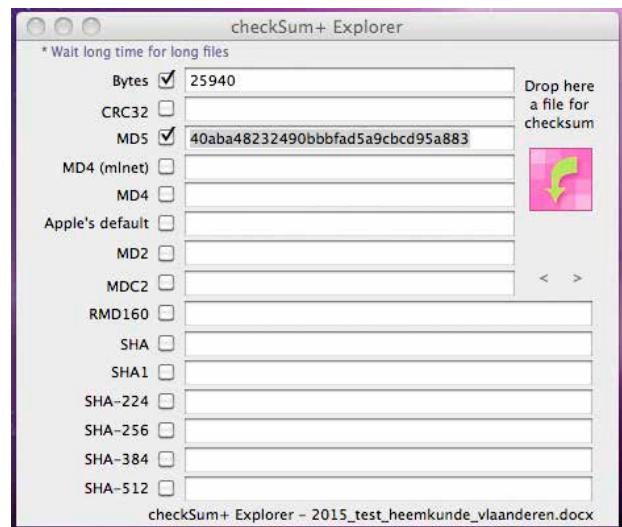 checkSum+ Explorer
* Wait long time for long files
Bytes 25940
CRC32
MD5 40aba48232490bbbfad5a9cbcd95a883
MD4 (mlnet)
MD4
Apple's default
MD2
MDC2
RMD160
SHA
SHA1
SHA-224
SHA-256
SHA-384
SHA-512
Drop here
a file for
checksum
< >
checkSum+ Explorer - 2015_test_heemkunde_vlaanderen.docx